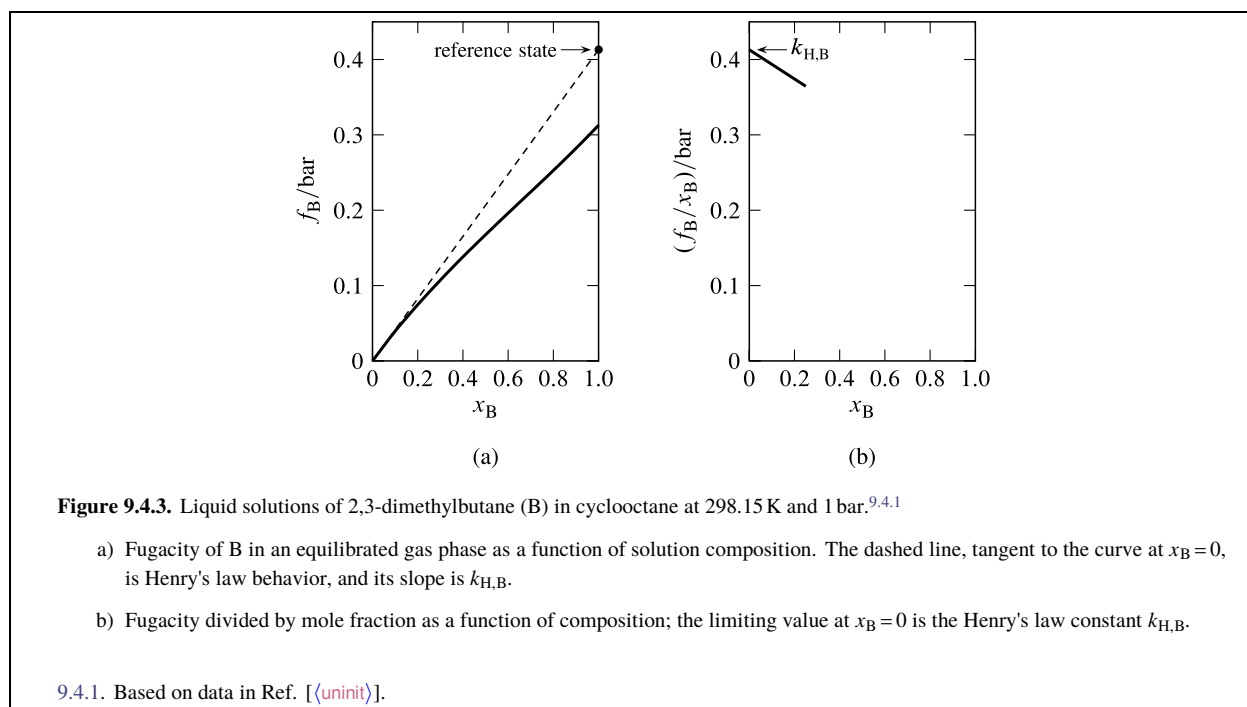 reference state
0.4
0.3
0.2
0.1
0
f_B/bar
0 0.2 0.4 0.6 0.8 1.0
x_B
(a)
k_H,B
0.4
0.3
0.2
0.1
0
(f_B/x_B)/bar
0 0.2 0.4 0.6 0.8 1.0
x_B
(b)
Figure 9.4.3. Liquid solutions of 2,3-dimethylbutane (B) in cyclooctane at 298.15 K and 1 bar.9.4.1
a) Fugacity of B in an equilibrated gas phase as a function of solution composition. The dashed line, tangent to the curve at x_B = 0,
is Henry's law behavior, and its slope is k_H,B.
b) Fugacity divided by mole fraction as a function of composition; the limiting value at x_B = 0 is the Henry's law constant k_H,B.
9.4.1. Based on data in Ref. [⟨uninit⟩].